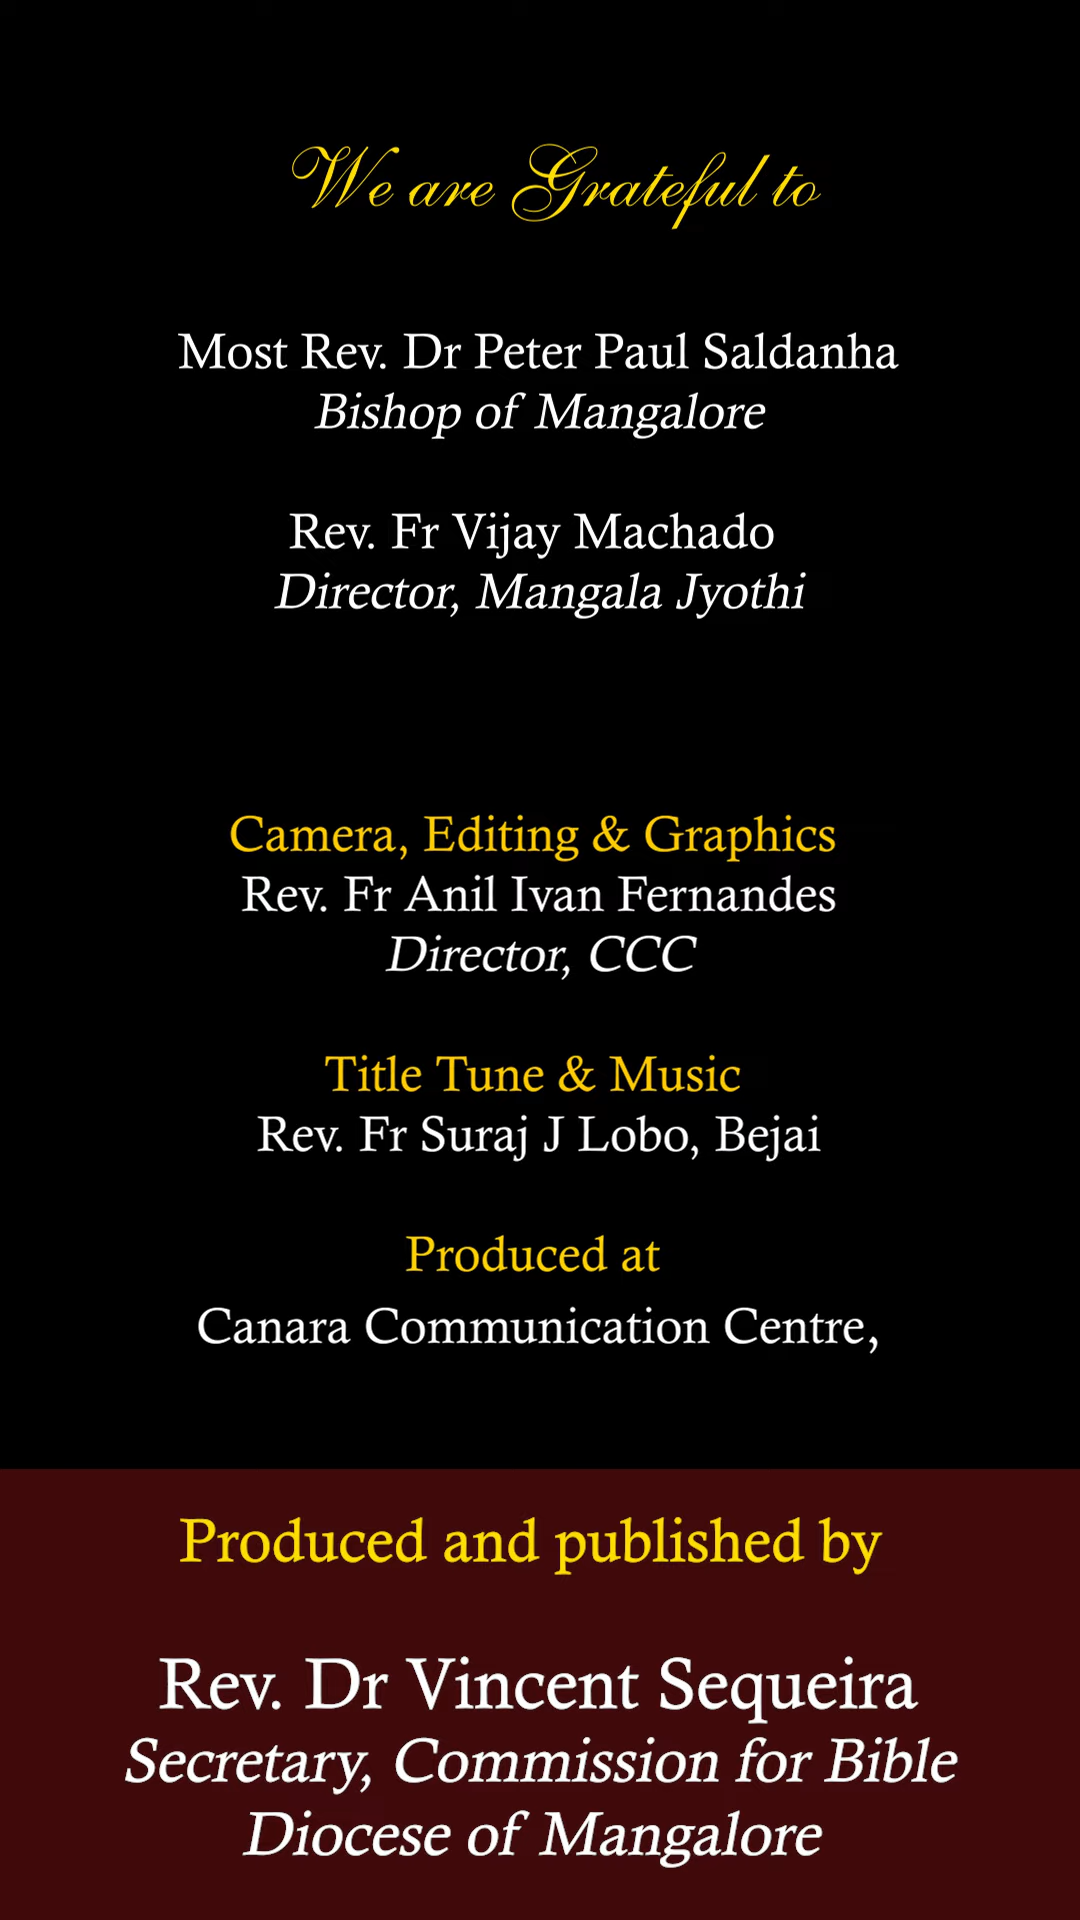 We are Grateful to
Most Rev. Dr Peter Paul Saldanha
Bishop of Mangalore
Rev. Fr Vijay Machado
Director, Mangala Jyothi
Camera, Editing & Graphics
Rev. Fr Anil Ivan Fernandes
Director, CCC
Title Tune & Music
Rev. Fr Suraj J Lobo, Bejai
Produced at
Canara Communication Centre,
Produced and published by
Rev. Dr Vincent Sequeira
Secretary, Commission for Bible
Diocese of Mangalore